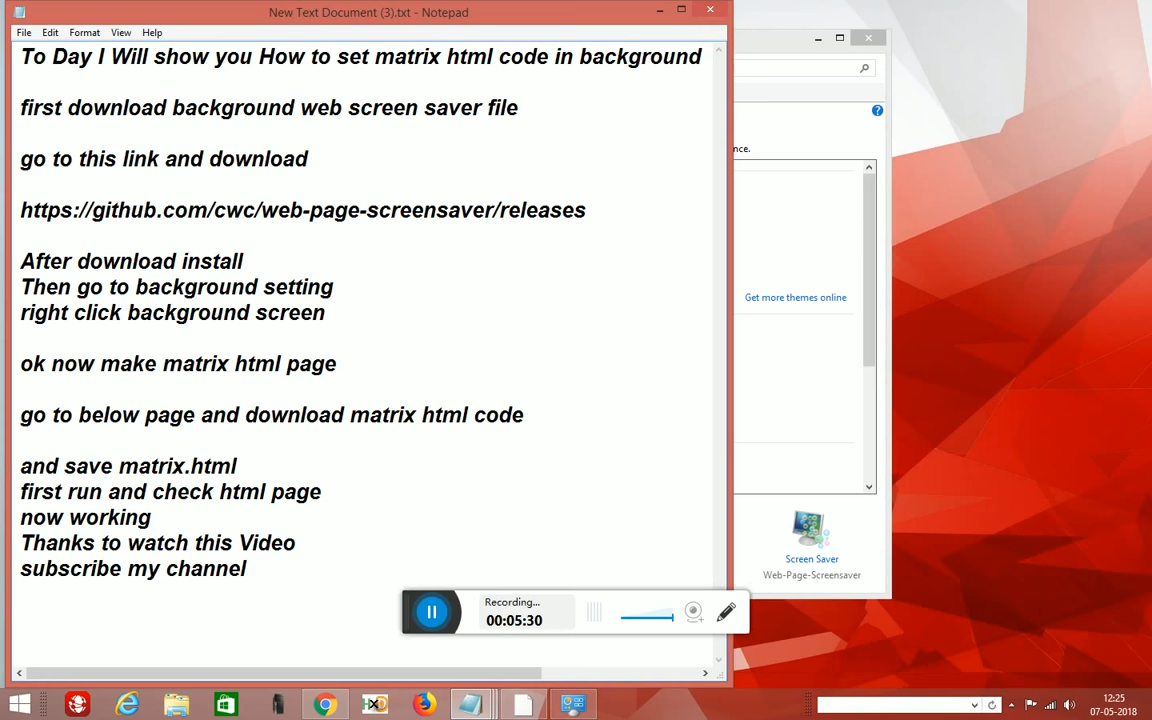 New Text Document (3).txt - Notepad
File Edit Format View Help
To Day I Will show you How to set matrix html code in background
first download background web screen saver file
go to this link and download
https://github.com/cwc/web-page-screensaver/releases
After download install
Then go to background setting
right click background screen
ok now make matrix html page
go to below page and download matrix html code
and save matrix.html
first run and check html page
now working
Thanks to watch this Video
subscribe my channel
nce.
Get more themes online
Screen Saver
Web-Page-Screensaver
Recording...
00:05:30
HXD
12:25
07-05-2018